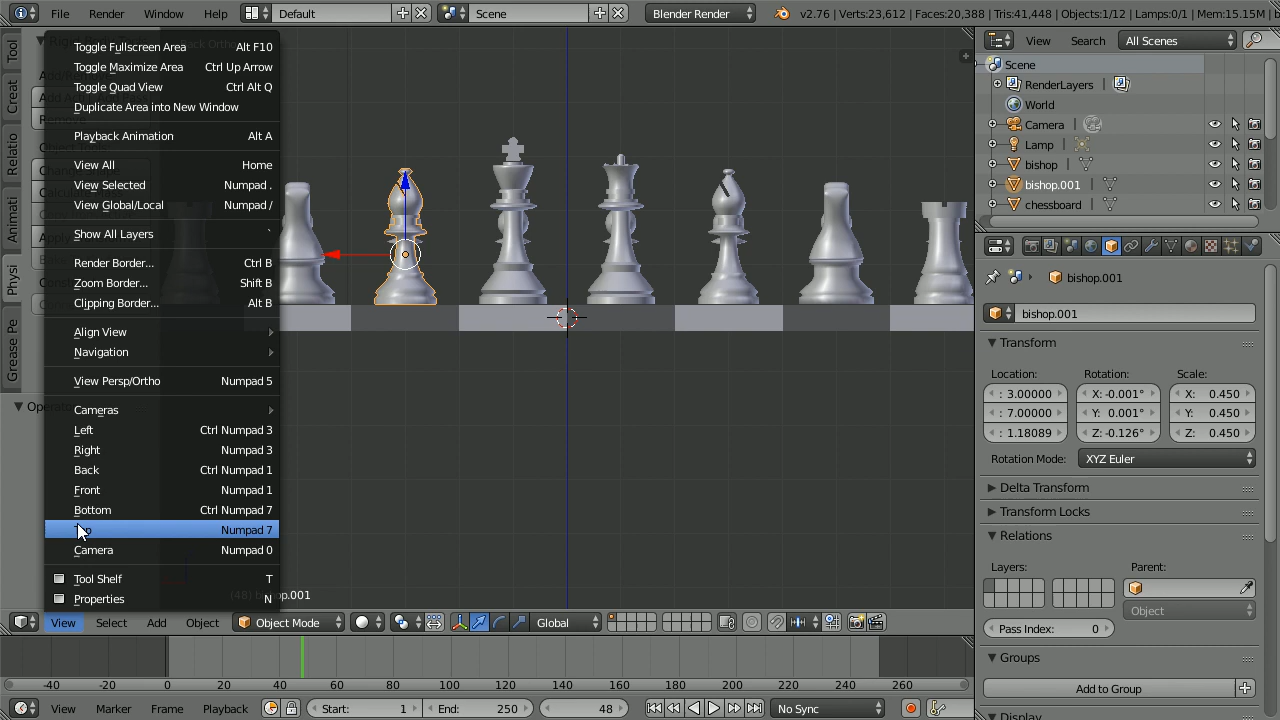 File Render Window Help Default Scene Blender Render v2.76 | Verts:23,612 | Faces:20,388 | Tris:41,448 | Objects:1/12 | Lamps:0/1 | Mem:15.15M
Toggle Fullscreen Area Alt F10
Toggle Maximize Area Ctrl Up Arrow
Toggle Quad View Ctrl Alt Q
Duplicate Area into New Window
Playback Animation Alt A
View All Home
View Selected Numpad .
View Global/Local Numpad /
Show All Layers `
Render Border... Ctrl B
Zoom Border... Shift B
Clipping Border... Alt B
Align View
Navigation
View Persp/Ortho Numpad 5
Cameras
Left Ctrl Numpad 3
Right Numpad 3
Back Ctrl Numpad 1
Front Numpad 1
Bottom Ctrl Numpad 7
Top Numpad 7
Camera Numpad 0
Tool Shelf T
Properties N
Tool
Creat
Relatio
Animati
Physi
Grease Pe
View Search All Scenes
Scene
RenderLayers
World
Camera
Lamp
bishop
bishop.001
chessboard
bishop.001
bishop.001
Transform
Location: Rotation: Scale:
: 3.00000 X: -0.001° X: 0.450
: 7.00000 Y: 0.001° Y: 0.450
: 1.18089 Z: -0.126° Z: 0.450
Rotation Mode: XYZ Euler
Delta Transform
Transform Locks
Relations
Layers: Parent:
Object
Pass Index: 0
Groups
Add to Group
Display
View Select Add Object Object Mode Global
-40 -20 0 20 40 60 80 100 120 140 160 180 200 220 240 260
View Marker Frame Playback Start: 1 End: 250 48 No Sync